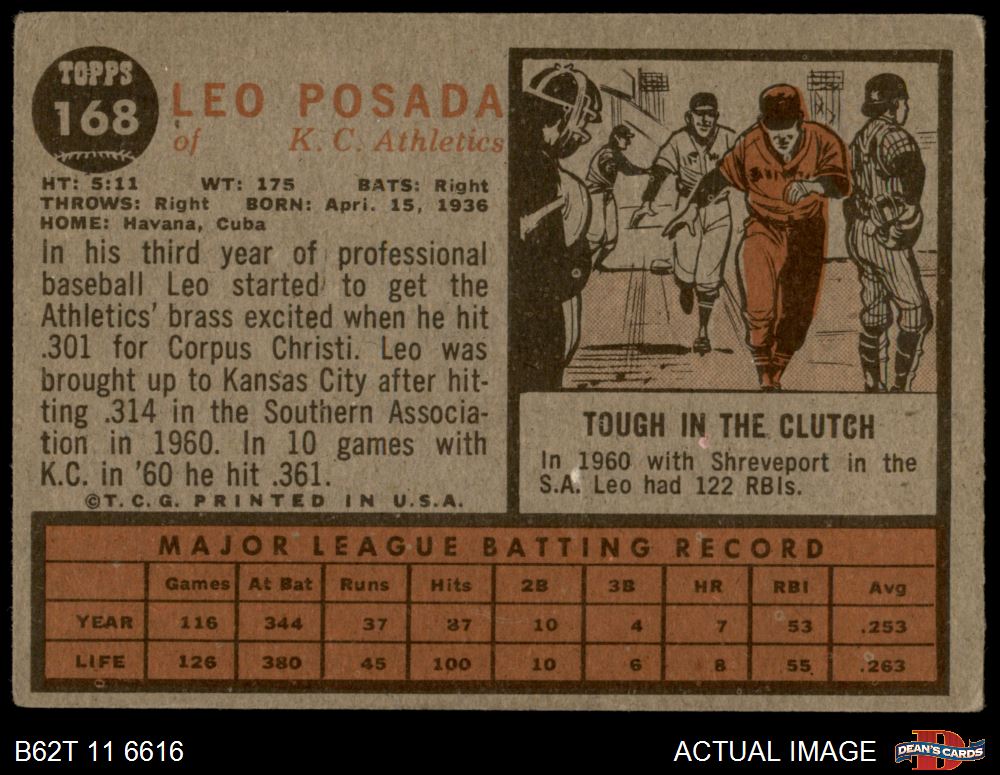 TOPPS
168
LEO POSADA
of K. C. Athletics
HT: 5:11 WT: 175 BATS: Right
THROWS: Right BORN: Apri. 15, 1936
HOME: Havana, Cuba
In his third year of professional
baseball Leo started to get the
Athletics' brass excited when he hit
.301 for Corpus Christi. Leo was
brought up to Kansas City after hit-
ting .314 in the Southern Associa-
tion in 1960. In 10 games with
K.C. in '60 he hit .361.
©T.C.G. PRINTED IN U.S.A.
TOUGH IN THE CLUTCH
In 1960 with Shreveport in the
S.A. Leo had 122 RBIs.
MAJOR LEAGUE BATTING RECORD
Games At Bat Runs Hits 2B 3B HR RBI Avg
YEAR 116 344 37 87 10 4 7 53 .253
LIFE 126 380 45 100 10 6 8 55 .263
B62T 11 6616 ACTUAL IMAGE
D
DEAN'S CARDS